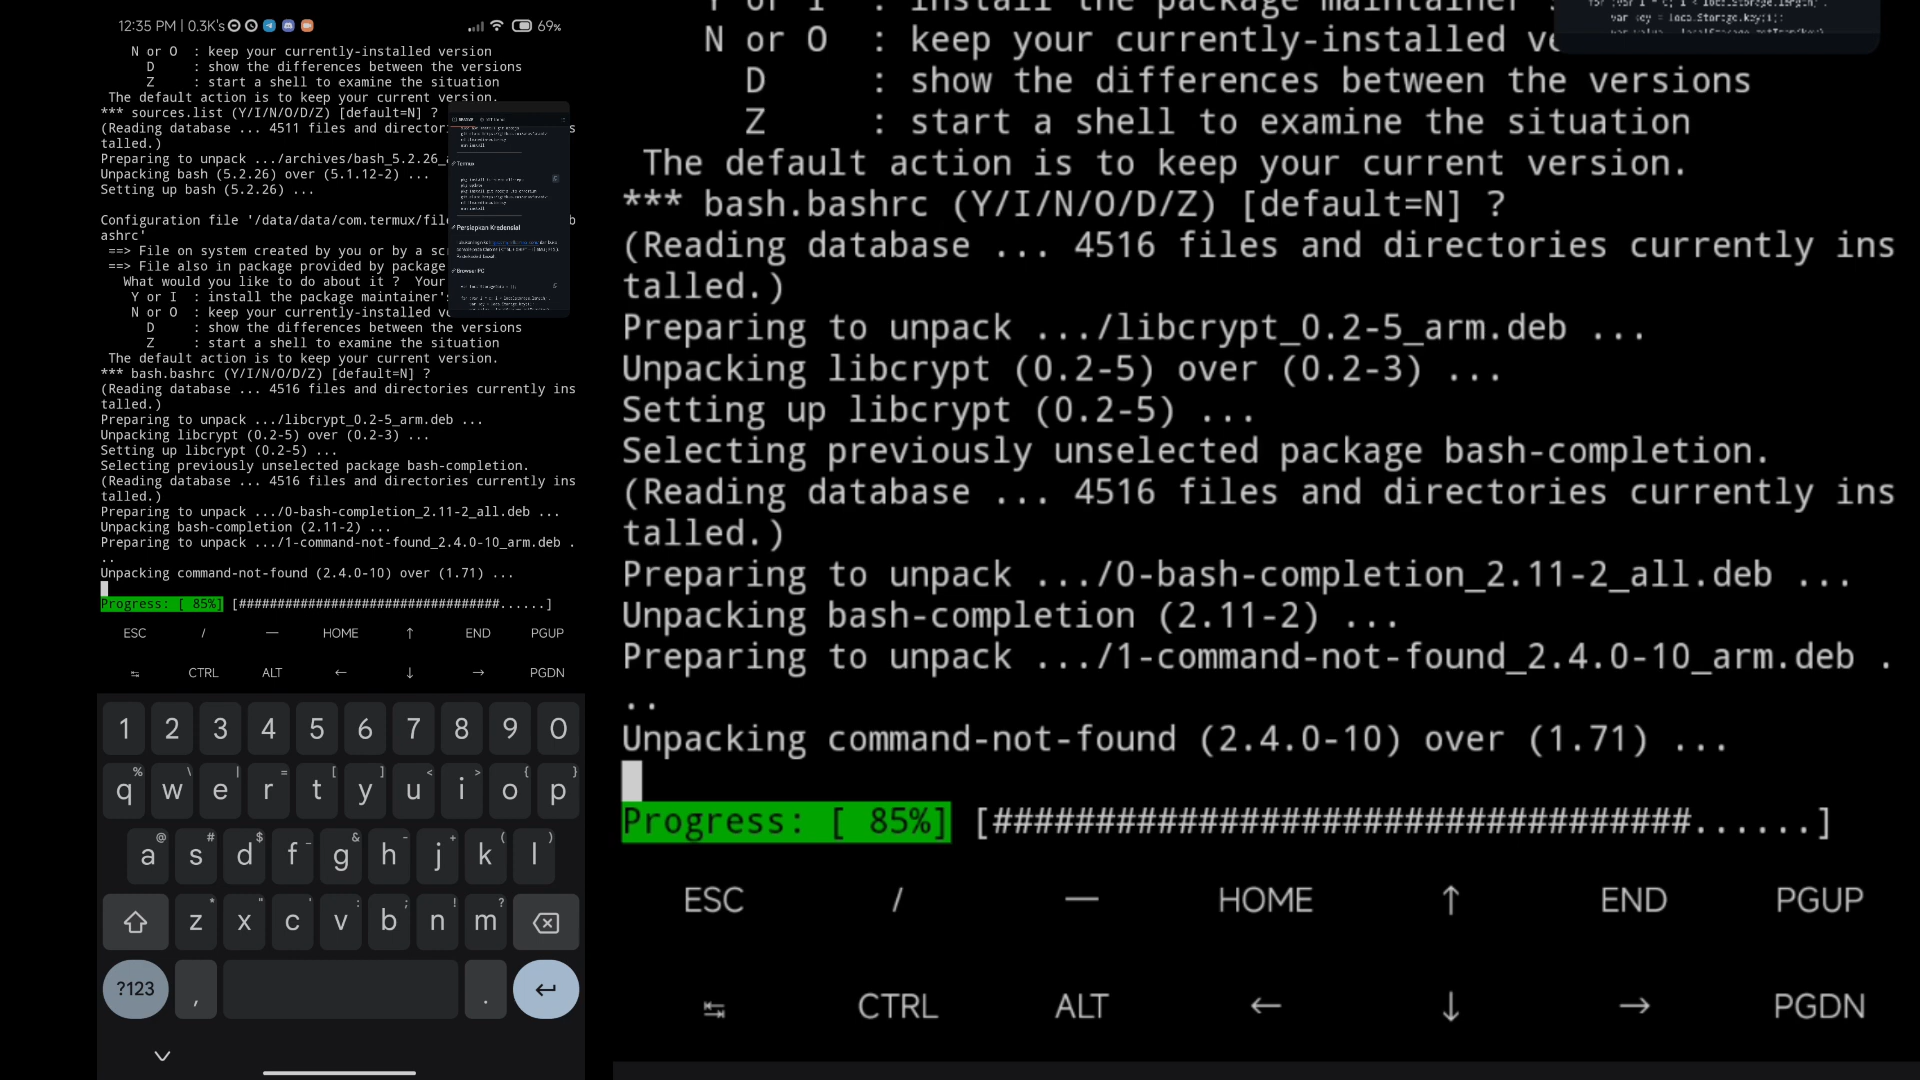 12:35 PM | 0.3K's 69%
N or O : keep your currently-installed version
D : show the differences between the versions
Z : start a shell to examine the situation
The default action is to keep your current version.
*** sources.list (Y/I/N/O/D/Z) [default=N] ?
(Reading database ... 4511 files and director s
talled.)
Preparing to unpack .../archives/bash_5.2.26_
Unpacking bash (5.2.26) over (5.1.12-2) ...
Setting up bash (5.2.26) ...
Configuration file '/data/data/com.termux/fil b
ashrc'
==> File on system created by you or by a scr
==> File also in package provided by package
What would you like to do about it ? Your
Y or I : install the package maintainer's
N or O : keep your currently-installed ve
D : show the differences between the versions
Z : start a shell to examine the situation
The default action is to keep your current version.
*** bash.bashrc (Y/I/N/O/D/Z) [default=N] ?
(Reading database ... 4516 files and directories currently ins
talled.)
Preparing to unpack .../libcrypt_0.2-5_arm.deb ...
Unpacking libcrypt (0.2-5) over (0.2-3) ...
Setting up libcrypt (0.2-5) ...
Selecting previously unselected package bash-completion.
(Reading database ... 4516 files and directories currently ins
talled.)
Preparing to unpack .../0-bash-completion_2.11-2_all.deb ...
Unpacking bash-completion (2.11-2) ...
Preparing to unpack .../1-command-not-found_2.4.0-10_arm.deb .
..
Unpacking command-not-found (2.4.0-10) over (1.71) ...
Progress: [ 85%] [##################################......]
ESC / — HOME ↑ END PGUP
↹ CTRL ALT ← ↓ → PGDN
1 2 3 4 5 6 7 8 9 0
% \ | = [ ] < > { }
q w e r t y u i o p
@ # $ _ & - + ( )
a s d f g h j k l
* " ' : ; ! ?
z x c v b n m
?123 , .
Termux
Persiapkan Kredensial
Browser PC
Y or I : install the package maintainer's
N or O : keep your currently-installed ve
D : show the differences between the versions
Z : start a shell to examine the situation
The default action is to keep your current version.
*** bash.bashrc (Y/I/N/O/D/Z) [default=N] ?
(Reading database ... 4516 files and directories currently ins
talled.)
Preparing to unpack .../libcrypt_0.2-5_arm.deb ...
Unpacking libcrypt (0.2-5) over (0.2-3) ...
Setting up libcrypt (0.2-5) ...
Selecting previously unselected package bash-completion.
(Reading database ... 4516 files and directories currently ins
talled.)
Preparing to unpack .../0-bash-completion_2.11-2_all.deb ...
Unpacking bash-completion (2.11-2) ...
Preparing to unpack .../1-command-not-found_2.4.0-10_arm.deb .
..
Unpacking command-not-found (2.4.0-10) over (1.71) ...
Progress: [ 85%] [##################################......]
ESC / — HOME ↑ END PGUP
↹ CTRL ALT ← ↓ → PGDN